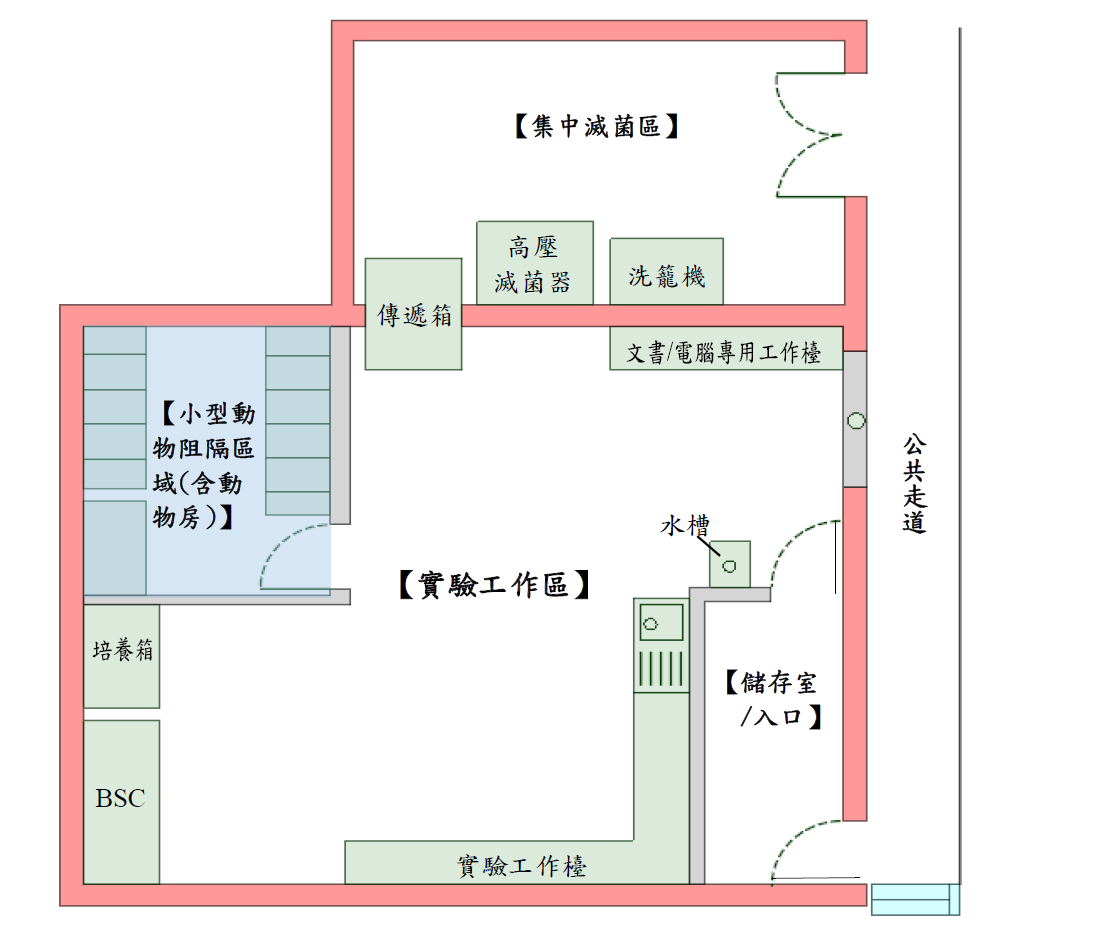 【集中滅菌區】
高壓
滅菌器
洗籠機
傳遞箱
文書/電腦專用工作檯
【小型動
物阻隔區
域(含動
物房)】
公共走道
水槽
【實驗工作區】
培養箱
【儲存室
/入口】
BSC
實驗工作檯